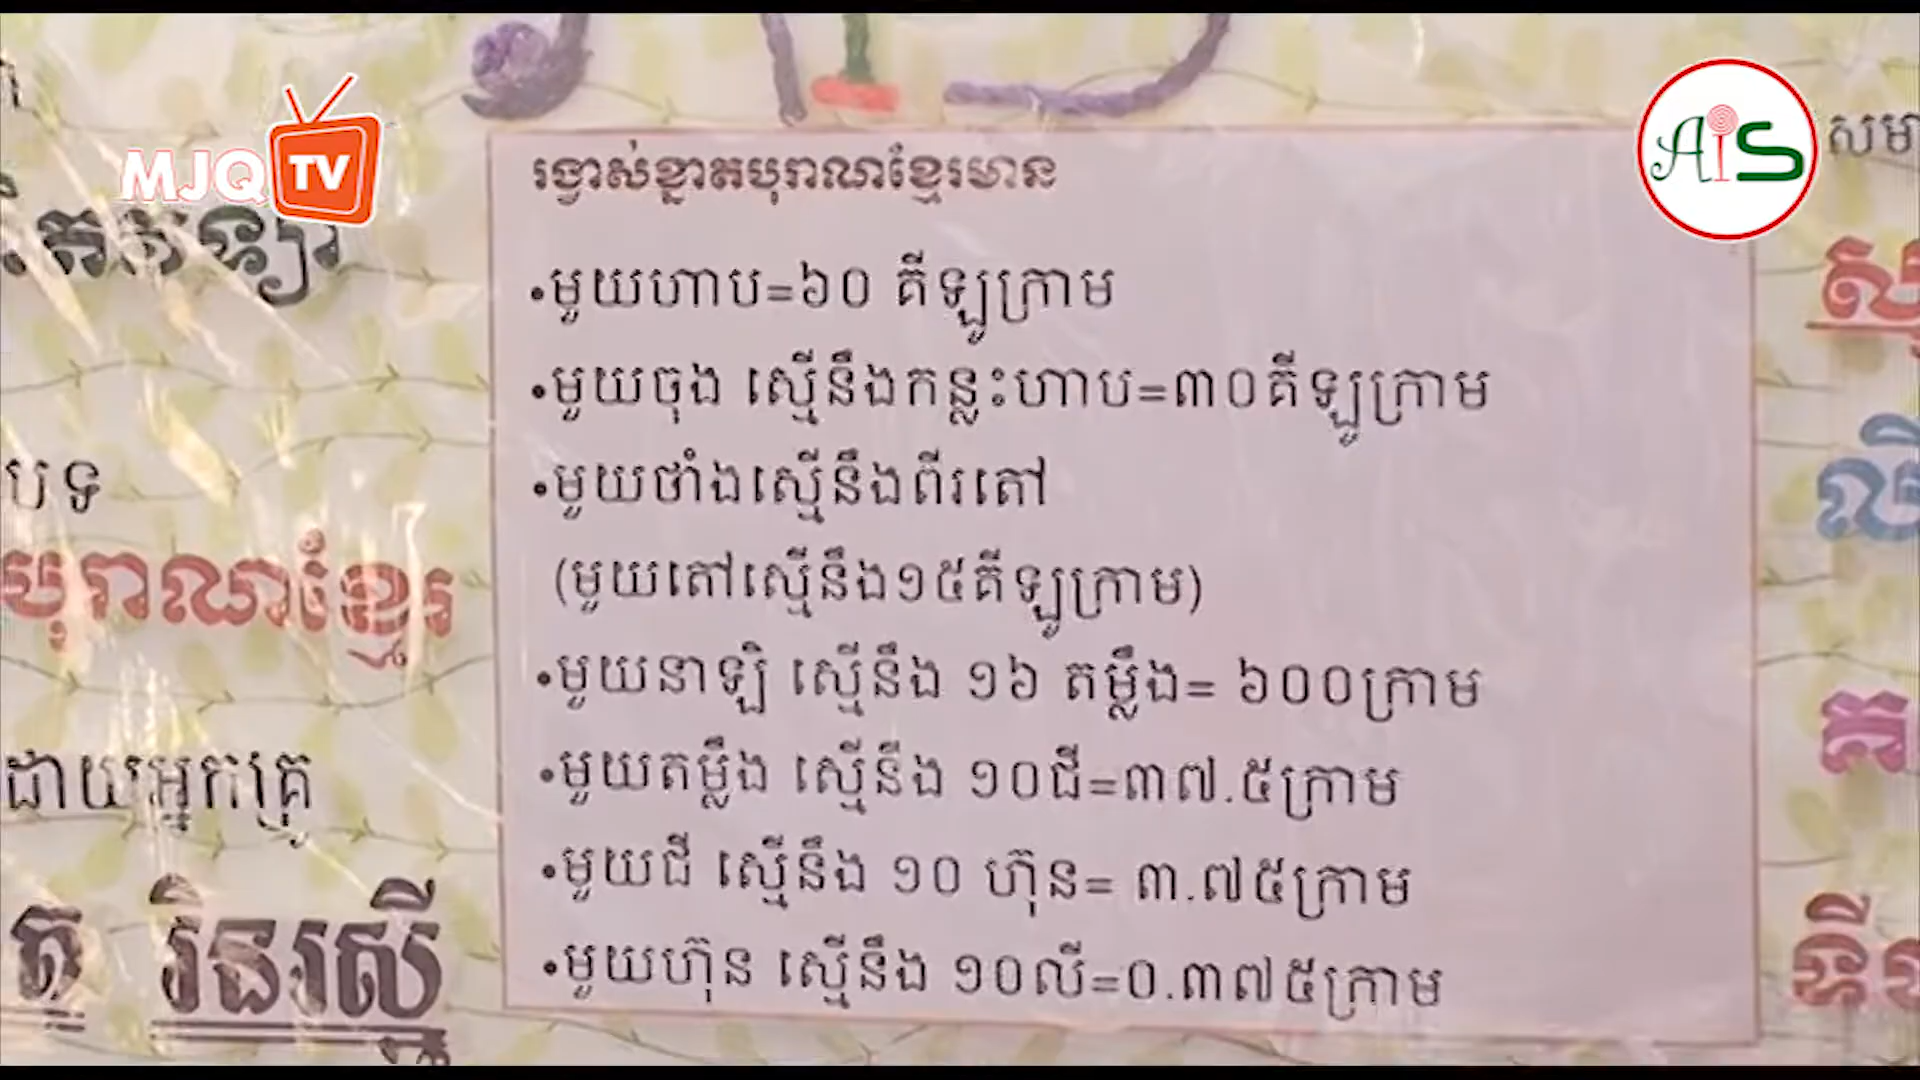 MJQ TV
AiS
រង្វាស់ខ្នាតបុរាណខ្មែរមាន
•មួយហាប=៦០ គីឡូក្រាម
•មួយចុង ស្មើនឹងកន្លះហាប=៣០គីឡូក្រាម
•មួយថាំងស្មើនឹងពីរតៅ
(មួយតៅស្មើនឹង១៥គីឡូក្រាម)
•មួយនាឡិ ស្មើនឹង ១៦ តម្លឹង= ៦០០ក្រាម
•មួយតម្លឹង ស្មើនឹង ១០ជី=៣៧.៥ក្រាម
•មួយជី ស្មើនឹង ១០ ហ៊ុន= ៣.៧៥ក្រាម
•មួយហ៊ុន ស្មើនឹង ១០លី=០.៣៧៥ក្រាម
បទ
បុរាណខ្មែរ
ដោយអ្នកគ្រូ
រិនរស្មី